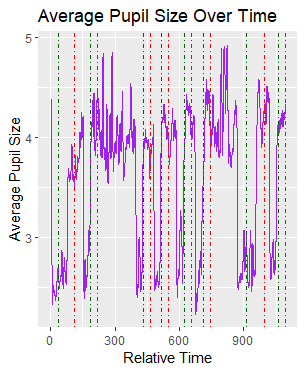 Average Pupil Size Over Time
5
4
3
Average Pupil Size
0 300 600 900
Relative Time